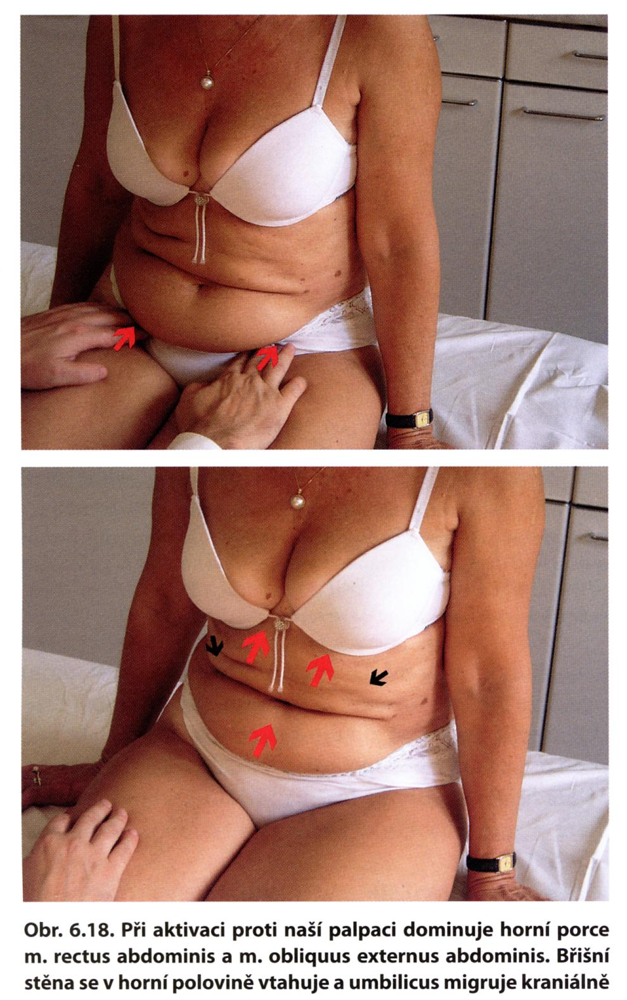 Obr. 6.18. Při aktivaci proti naší palpaci dominuje horní porce
m. rectus abdominis a m. obliquus externus abdominis. Břišní
stěna se v horní polovině vtahuje a umbilicus migruje kraniálně